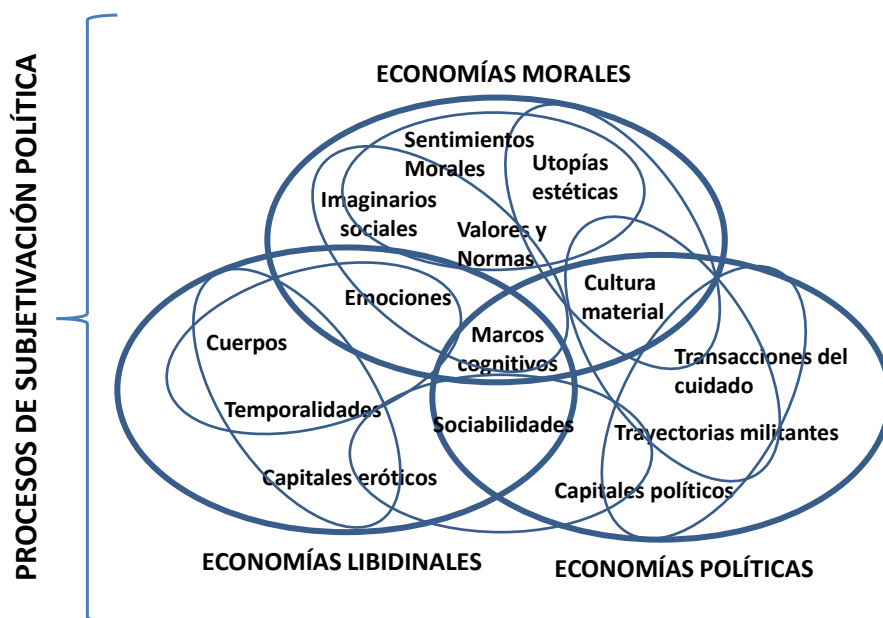 PROCESOS DE SUBJETIVACIÓN POLÍTICA
ECONOMÍAS MORALES
Sentimientos
Morales
Utopías
estéticas
Imaginarios
sociales
Valores y
Normas
Emociones
Cultura
material
Cuerpos
Marcos
cognitivos
Transacciones del
cuidado
Temporalidades
Sociabilidades
Trayectorias militantes
Capitales eróticos
Capitales políticos
ECONOMÍAS LIBIDINALES
ECONOMÍAS POLÍTICAS